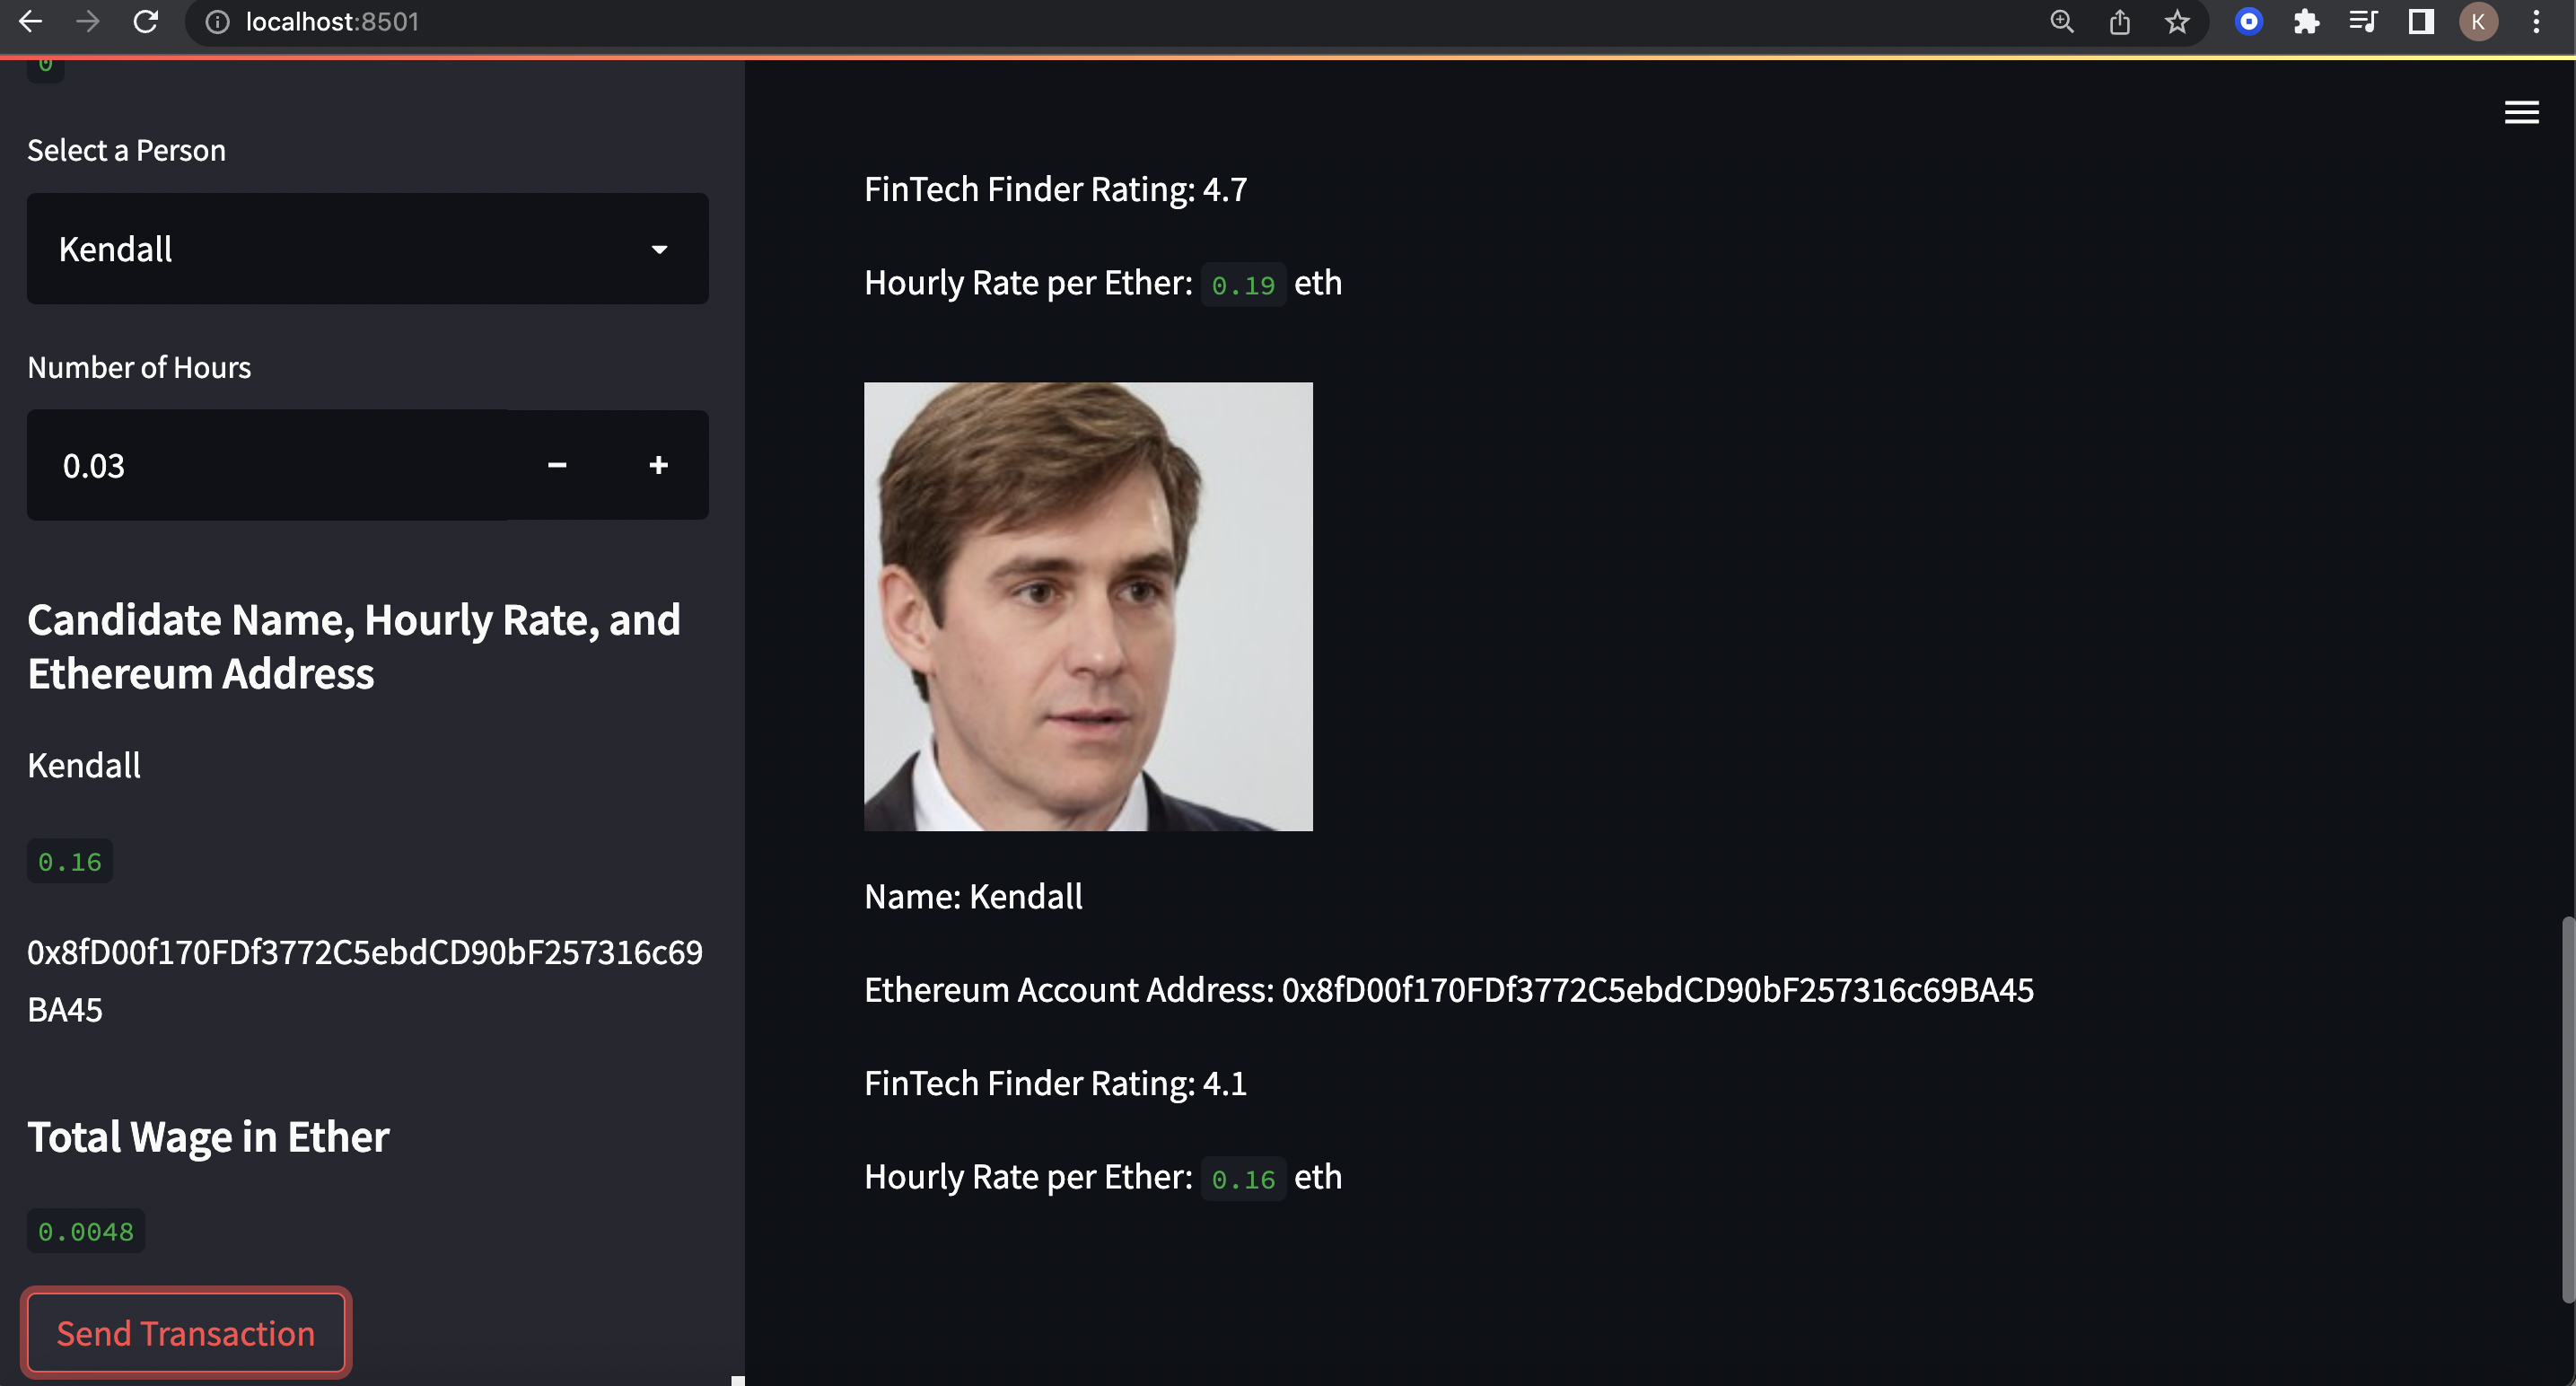 localhost:8501
K
0
Select a Person
Kendall
Number of Hours
0.03
Candidate Name, Hourly Rate, and
Ethereum Address
Kendall
0.16
0x8fD00f170FDf3772C5ebdCD90bF257316c69
BA45
Total Wage in Ether
0.0048
Send Transaction
FinTech Finder Rating: 4.7
Hourly Rate per Ether: 0.19 eth
Name: Kendall
Ethereum Account Address: 0x8fD00f170FDf3772C5ebdCD90bF257316c69BA45
FinTech Finder Rating: 4.1
Hourly Rate per Ether: 0.16 eth